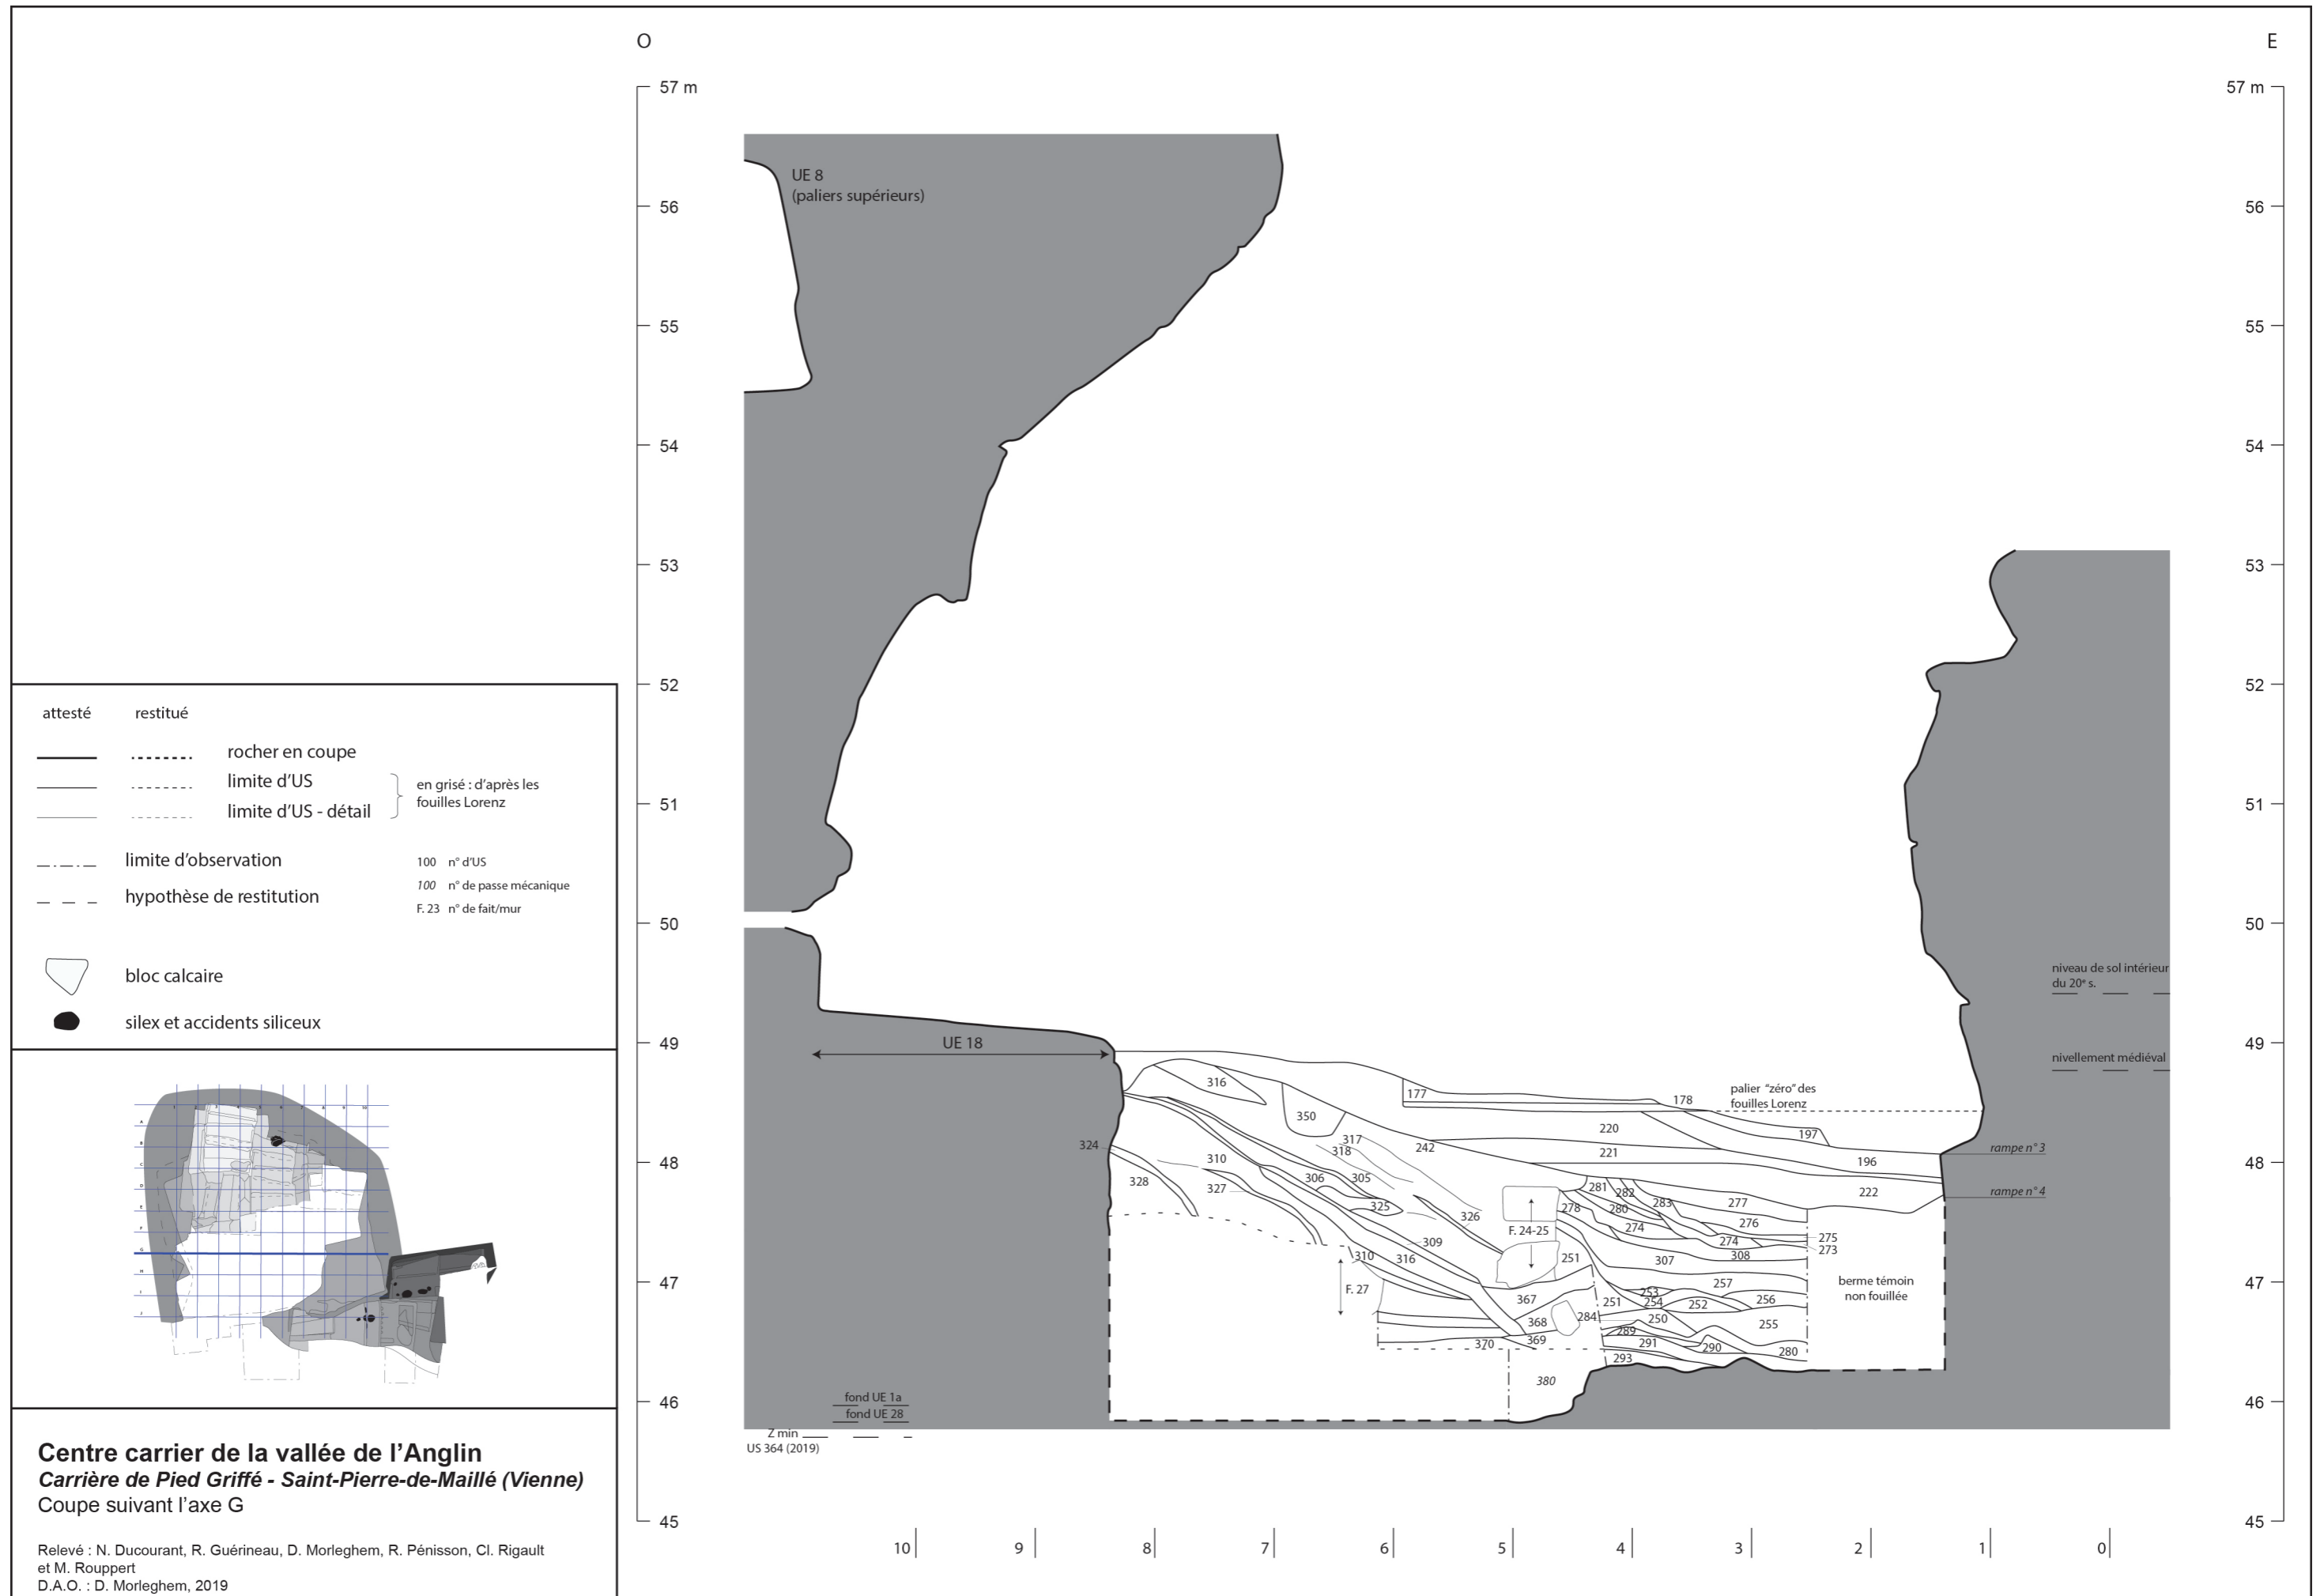 O
E
57 m
57 m
UE 8
(paliers supérieurs)
56
56
55
55
54
54
53
53
52
52
51
51
50
50
49
49
48
48
47
47
46
46
45
45
attesté restitué
rocher en coupe
limite d'US
limite d'US - détail
en grisé : d'après les
fouilles Lorenz
limite d'observation
hypothèse de restitution
100 n° d'US
100 n° de passe mécanique
F. 23 n° de fait/mur
bloc calcaire
silex et accidents siliceux
niveau de sol intérieur
du 20e s.
nivellement médiéval
UE 18
palier "zéro" des
fouilles Lorenz
rampe n° 3
rampe n° 4
316
177
178
350
220
197
317
318
242
221
196
324
310
328
327
306
305
325
326
281
282
283
277
222
278
280
276
274
274
275
273
F. 24-25
309
310
316
251
307
308
F. 27
257
berme témoin
non fouillée
253
367
251
254
252
256
284
368
250
255
289
370
369
291
290
280
293
380
fond UE 1a
fond UE 28
Z min
US 364 (2019)
10 9 8 7 6 5 4 3 2 1 0
Centre carrier de la vallée de l'Anglin
Carrière de Pied Griffé - Saint-Pierre-de-Maillé (Vienne)
Coupe suivant l'axe G
Relevé : N. Ducourant, R. Guérineau, D. Morleghem, R. Pénisson, Cl. Rigault
et M. Rouppert
D.A.O. : D. Morleghem, 2019